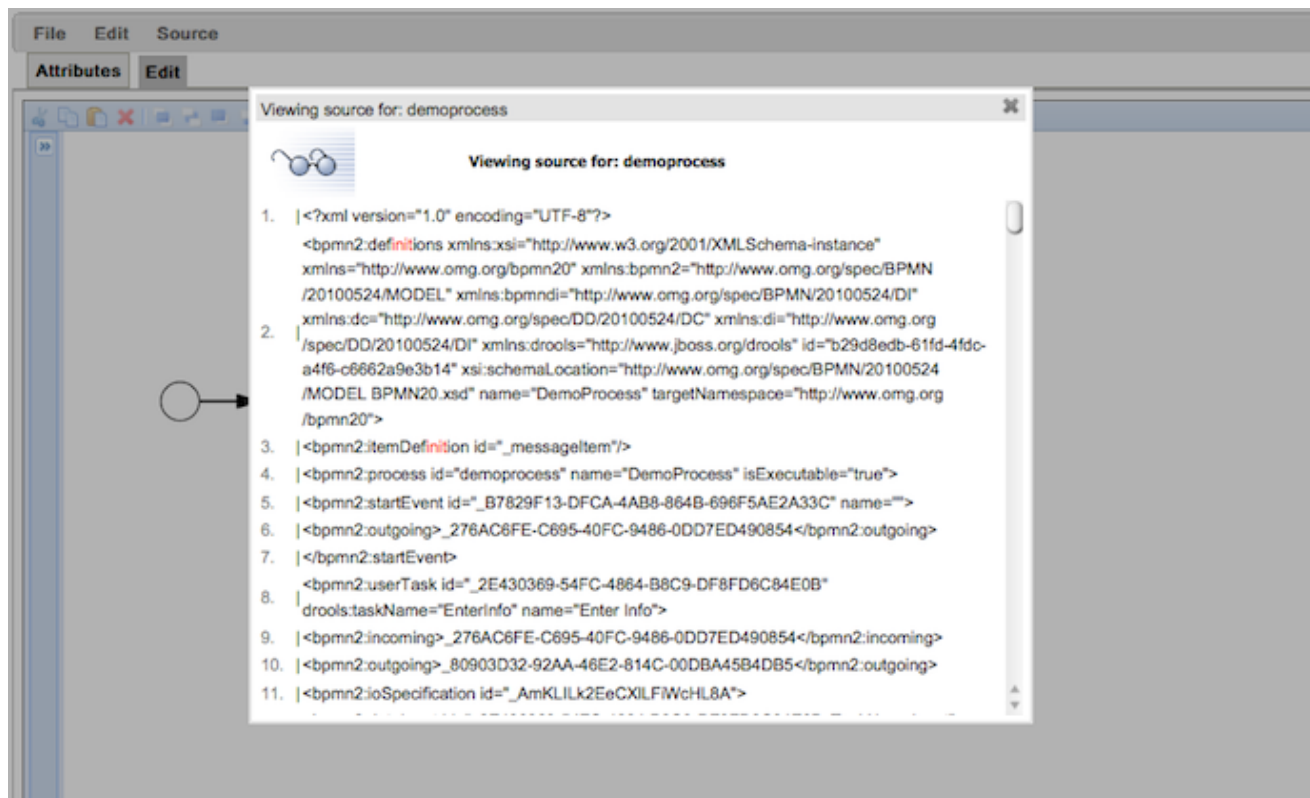 File Edit Source
Attributes Edit
Viewing source for: demoprocess
Viewing source for: demoprocess
1. <?xml version="1.0" encoding="UTF-8"?>
<bpmn2:definitions xmlns:xsi="http://www.w3.org/2001/XMLSchema-instance"
xmlns="http://www.omg.org/bpmn20" xmlns:bpmn2="http://www.omg.org/spec/BPMN
/20100524/MODEL" xmlns:bpmndi="http://www.omg.org/spec/BPMN/20100524/DI"
xmlns:dc="http://www.omg.org/spec/DD/20100524/DC" xmlns:di="http://www.omg.org
2. /spec/DD/20100524/DI" xmlns:drools="http://www.jboss.org/drools" id="b29d8edb-61fd-4fdc-
a4f6-c6662a9e3b14" xsi:schemaLocation="http://www.omg.org/spec/BPMN/20100524
/MODEL BPMN20.xsd" name="DemoProcess" targetNamespace="http://www.omg.org
/bpmn20">
3. <bpmn2:itemDefinition id="_messageItem"/>
4. <bpmn2:process id="demoprocess" name="DemoProcess" isExecutable="true">
5. <bpmn2:startEvent id="_B7829F13-DFCA-4AB8-864B-696F5AE2A33C" name="">
6. <bpmn2:outgoing>_276AC6FE-C695-40FC-9486-0DD7ED490854</bpmn2:outgoing>
7. </bpmn2:startEvent>
<bpmn2:userTask id="_2E430369-54FC-4864-B8C9-DF8FD6C84E0B"
8. drools:taskName="EnterInfo" name="Enter Info">
9. <bpmn2:incoming>_276AC6FE-C695-40FC-9486-0DD7ED490854</bpmn2:incoming>
10. <bpmn2:outgoing>_80903D32-92AA-46E2-814C-00DBA45B4DB5</bpmn2:outgoing>
11. <bpmn2:ioSpecification id="_AmKLILk2EeCXILFiWcHL8A">